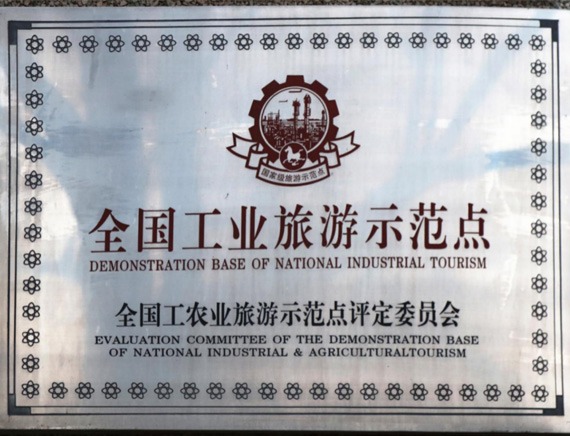 国家级旅游示范点
全国工业旅游示范点
DEMONSTRATION BASE OF NATIONAL INDUSTRIAL TOURISM
全国工农业旅游示范点评定委员会
EVALUATION COMMITTEE OF THE DEMONSTRATION BASE
OF NATIONAL INDUSTRIAL & AGRICULTURALTOURISM